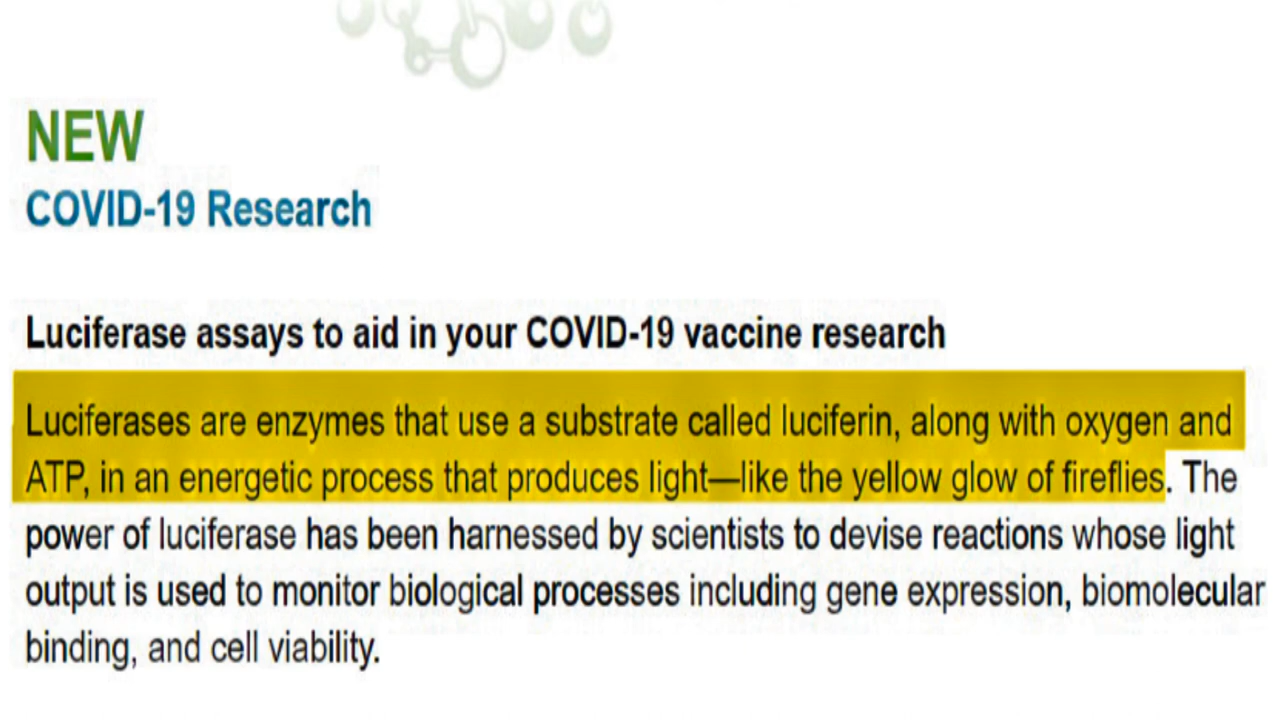 NEW
COVID-19 Research
Luciferase assays to aid in your COVID-19 vaccine research
Luciferases are enzymes that use a substrate called luciferin, along with oxygen and
ATP, in an energetic process that produces light—like the yellow glow of fireflies. The
power of luciferase has been harnessed by scientists to devise reactions whose light
output is used to monitor biological processes including gene expression, biomolecular
binding, and cell viability.